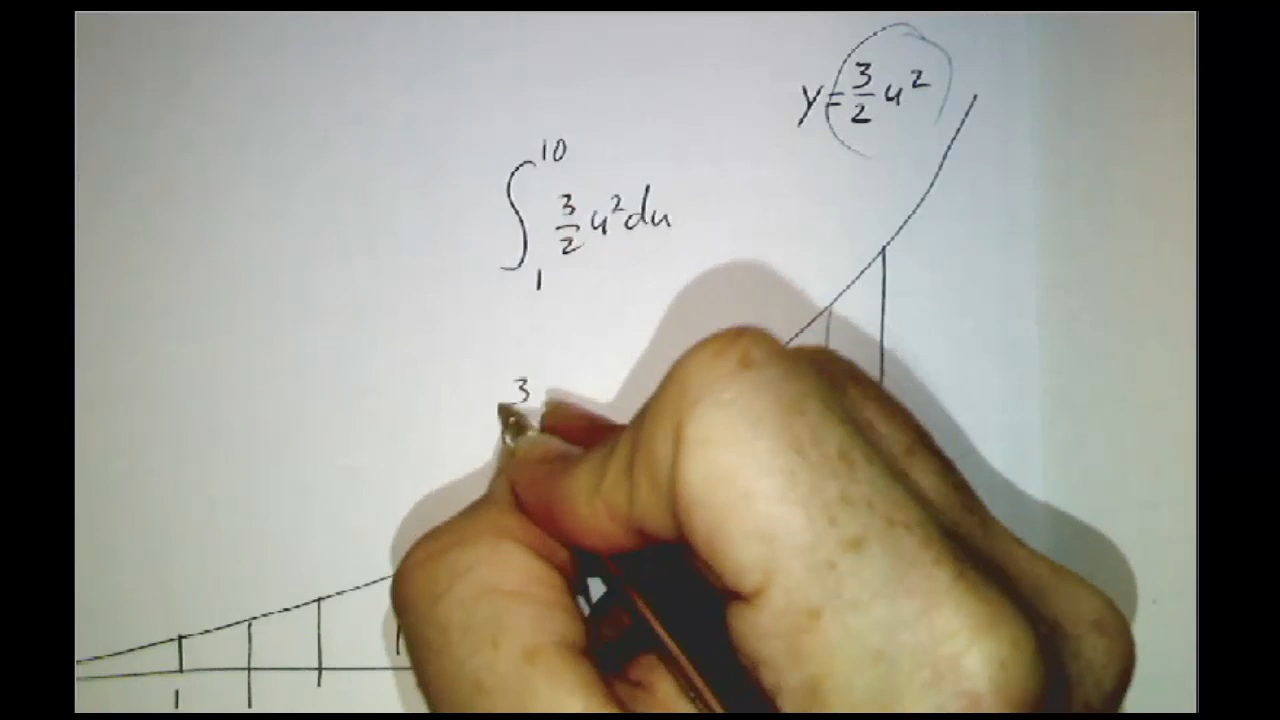 y=3/2 u²
∫₁¹⁰ 3/2 u² du
3
1